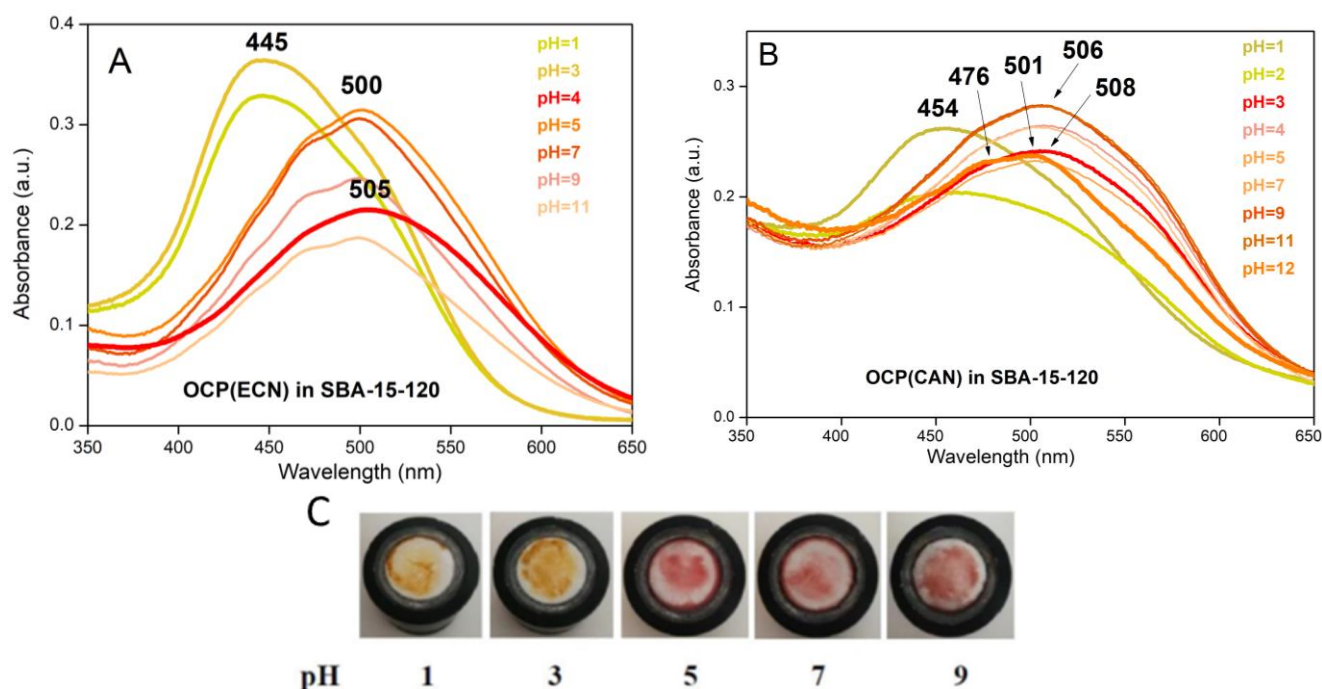 A
Absorbance (a.u.)
0.4
0.3
0.2
0.1
0.0
445
500
505
pH=1
pH=3
pH=4
pH=5
pH=7
pH=9
pH=11
OCP(ECN) in SBA-15-120
350 400 450 500 550 600 650
Wavelength (nm)
B
Absorbance (a.u.)
0.3
0.2
0.1
0.0
454
476
501
506
508
pH=1
pH=2
pH=3
pH=4
pH=5
pH=7
pH=9
pH=11
pH=12
OCP(CAN) in SBA-15-120
350 400 450 500 550 600 650
Wavelength (nm)
C
pH 1 3 5 7 9